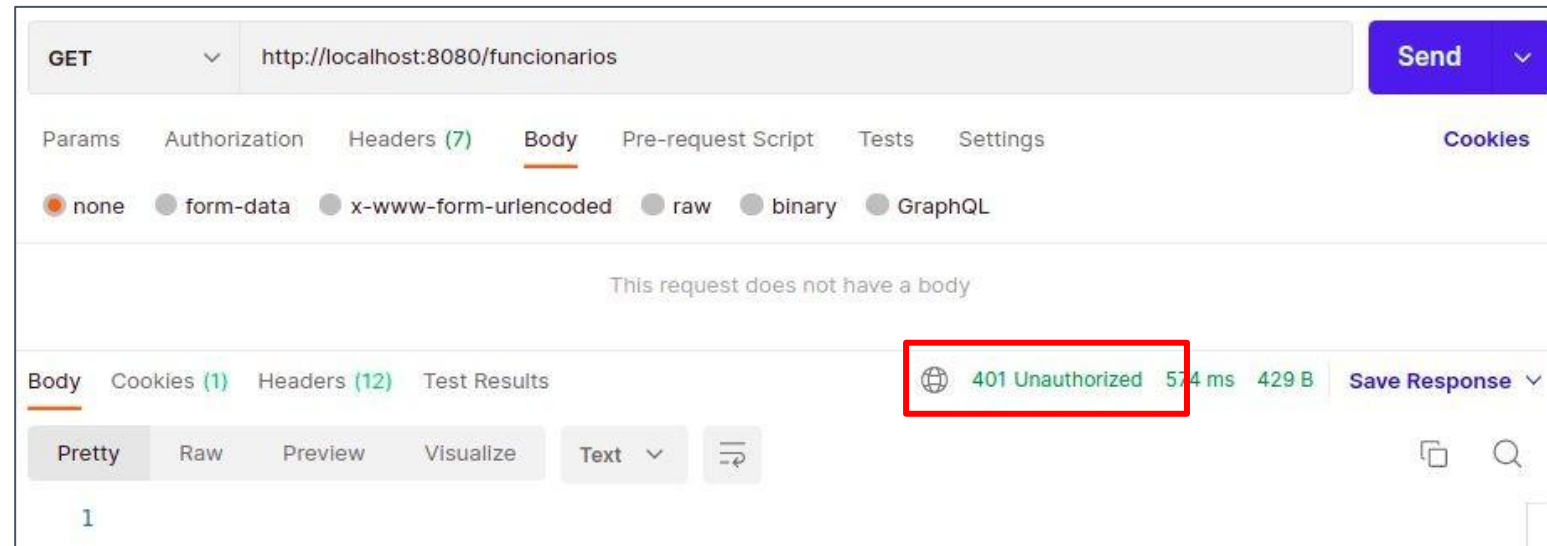 GET http://localhost:8080/funcionarios Send
Params Authorization Headers (7) Body Pre-request Script Tests Settings Cookies
none form-data x-www-form-urlencoded raw binary GraphQL
This request does not have a body
Body Cookies (1) Headers (12) Test Results 401 Unauthorized 574 ms 429 B Save Response
Pretty Raw Preview Visualize Text
1